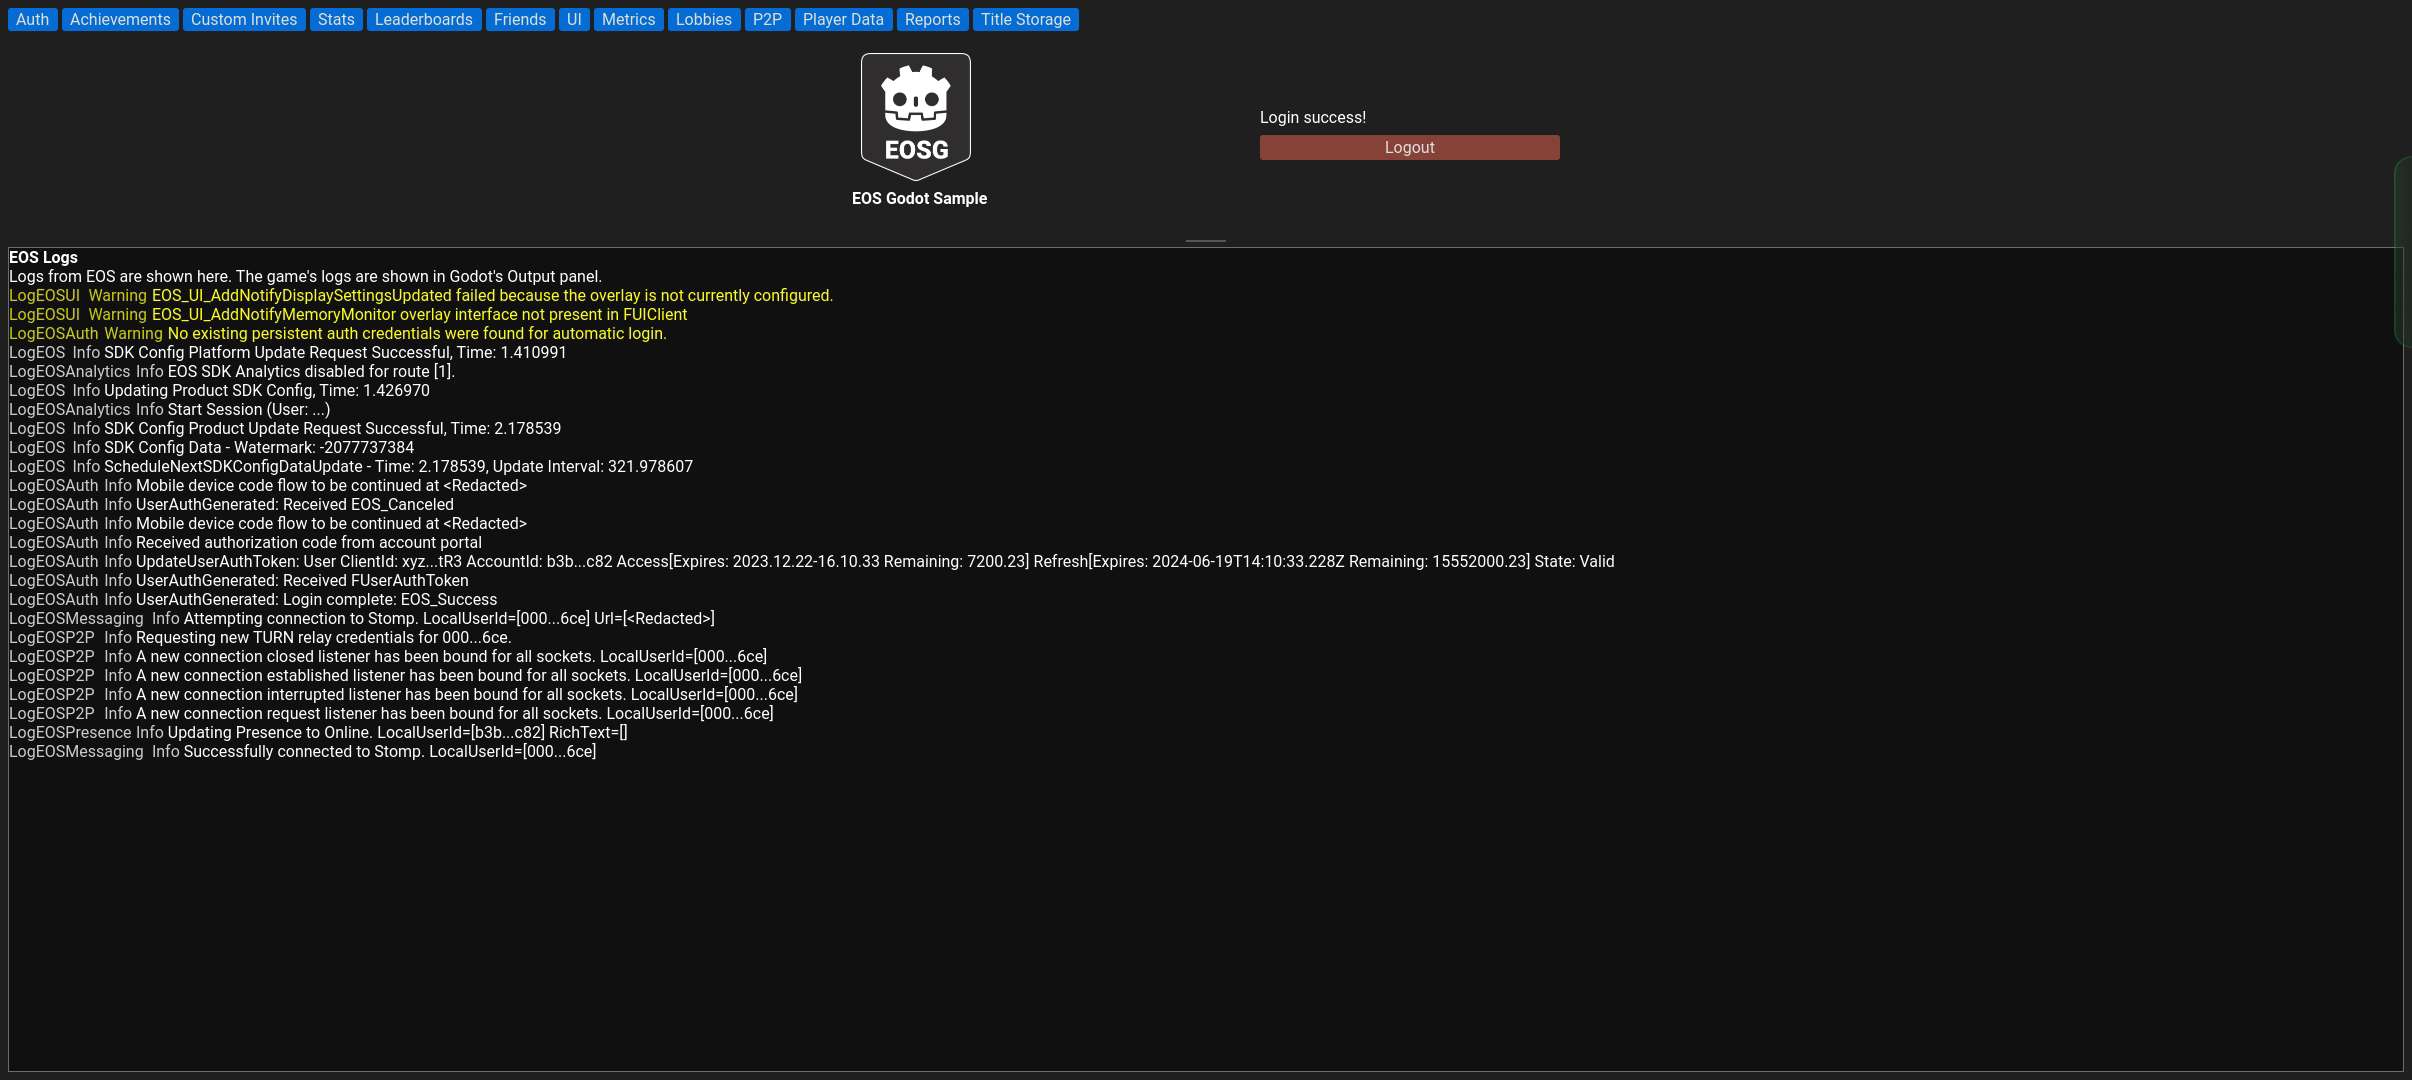 Auth Achievements Custom Invites Stats Leaderboards Friends UI Metrics Lobbies P2P Player Data Reports Title Storage
EOSG
EOS Godot Sample
Login success!
Logout
EOS Logs
Logs from EOS are shown here. The game's logs are shown in Godot's Output panel.
LogEOSUI Warning EOS_UI_AddNotifyDisplaySettingsUpdated failed because the overlay is not currently configured.
LogEOSUI Warning EOS_UI_AddNotifyMemoryMonitor overlay interface not present in FUIClient
LogEOSAuth Warning No existing persistent auth credentials were found for automatic login.
LogEOS Info SDK Config Platform Update Request Successful, Time: 1.410991
LogEOSAnalytics Info EOS SDK Analytics disabled for route [1].
LogEOS Info Updating Product SDK Config, Time: 1.426970
LogEOSAnalytics Info Start Session (User: ...)
LogEOS Info SDK Config Product Update Request Successful, Time: 2.178539
LogEOS Info SDK Config Data - Watermark: -2077737384
LogEOS Info ScheduleNextSDKConfigDataUpdate - Time: 2.178539, Update Interval: 321.978607
LogEOSAuth Info Mobile device code flow to be continued at <Redacted>
LogEOSAuth Info UserAuthGenerated: Received EOS_Canceled
LogEOSAuth Info Mobile device code flow to be continued at <Redacted>
LogEOSAuth Info Received authorization code from account portal
LogEOSAuth Info UpdateUserAuthToken: User ClientId: xyz...tR3 AccountId: b3b...c82 Access[Expires: 2023.12.22-16.10.33 Remaining: 7200.23] Refresh[Expires: 2024-06-19T14:10:33.228Z Remaining: 15552000.23] State: Valid
LogEOSAuth Info UserAuthGenerated: Received FUserAuthToken
LogEOSAuth Info UserAuthGenerated: Login complete: EOS_Success
LogEOSMessaging Info Attempting connection to Stomp. LocalUserId=[000...6ce] Url=[<Redacted>]
LogEOSP2P Info Requesting new TURN relay credentials for 000...6ce.
LogEOSP2P Info A new connection closed listener has been bound for all sockets. LocalUserId=[000...6ce]
LogEOSP2P Info A new connection established listener has been bound for all sockets. LocalUserId=[000...6ce]
LogEOSP2P Info A new connection interrupted listener has been bound for all sockets. LocalUserId=[000...6ce]
LogEOSP2P Info A new connection request listener has been bound for all sockets. LocalUserId=[000...6ce]
LogEOSPresence Info Updating Presence to Online. LocalUserId=[b3b...c82] RichText=[]
LogEOSMessaging Info Successfully connected to Stomp. LocalUserId=[000...6ce]